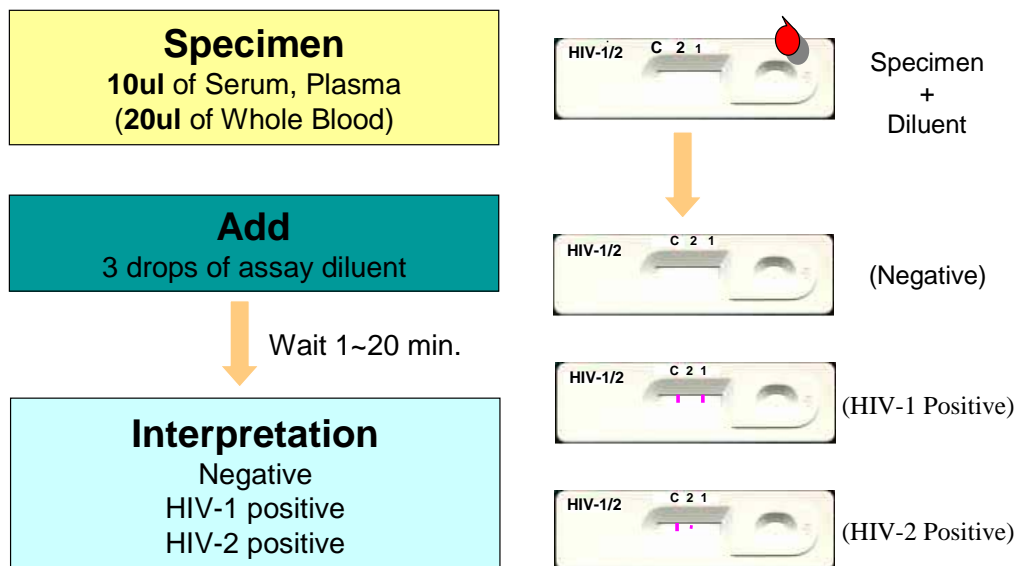 Specimen
10ul of Serum, Plasma
(20ul of Whole Blood)
Add
3 drops of assay diluent
Wait 1~20 min.
Interpretation
Negative
HIV-1 positive
HIV-2 positive
HIV-1/2 C 2 1
Specimen
+
Diluent
HIV-1/2 C 2 1
(Negative)
HIV-1/2 C 2 1
(HIV-1 Positive)
HIV-1/2 C 2 1
(HIV-2 Positive)